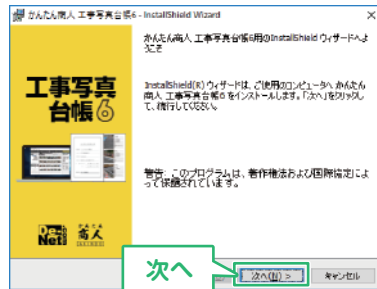 かんたん商人 工事写真台帳6 - InstallShield Wizard
かんたん商人 工事写真台帳6用のInstallShield ウィザードへよ
うこそ
工事写真
台帳⑥
InstallShield(R) ウィザードは、ご使用のコンピュータへ かんたん
商人 工事写真台帳6 をインストールします。「次へ」をクリックし
て、続行してください。
警告: このプログラムは、著作権法および国際協定によ
って保護されています。
De-Net!
かんたん
商人
次へ
次へ(N) >
キャンセル